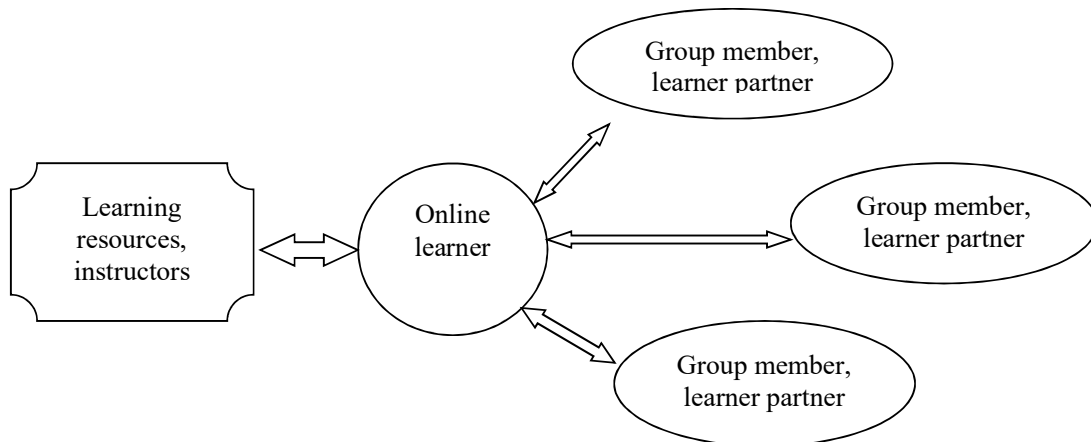 Group member,
learner partner
Learning
resources,
instructors
Online
learner
Group member,
learner partner
Group member,
learner partner